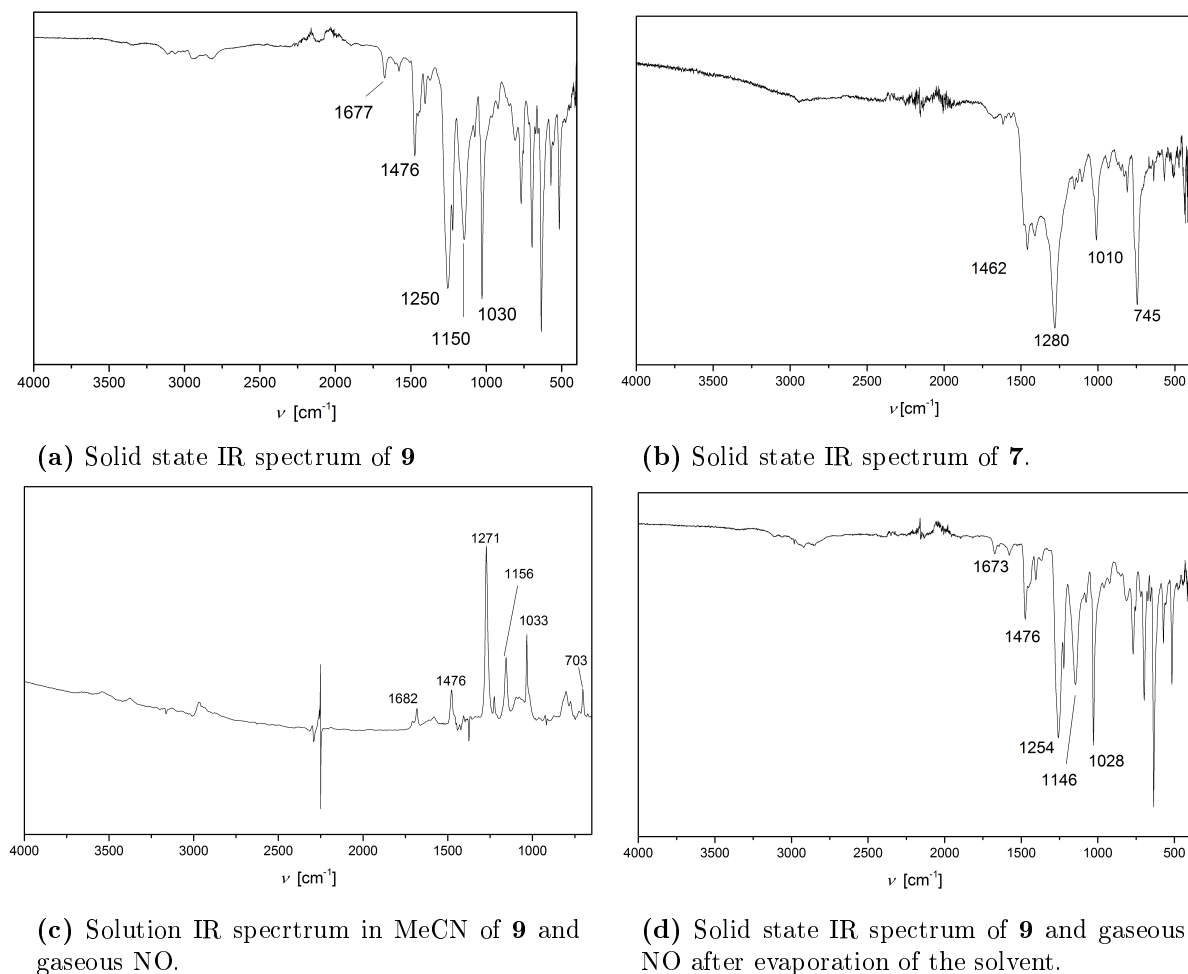 1677
1476
1250
1150
1030
4000 3500 3000 2500 2000 1500 1000 500
ν [cm-1]
(a) Solid state IR spectrum of 9
1462
1280
1010
745
4000 3500 3000 2500 2000 1500 1000 500
ν[cm-1]
(b) Solid state IR spectrum of 7.
1271
1156
1033
703
1476
1682
4000 3500 3000 2500 2000 1500 1000
ν [cm-1]
(c) Solution IR specrtrum in MeCN of 9 and
gaseous NO.
1673
1476
1254
1146
1028
4000 3500 3000 2500 2000 1500 1000 500
ν [cm-1]
(d) Solid state IR spectrum of 9 and gaseous
NO after evaporation of the solvent.